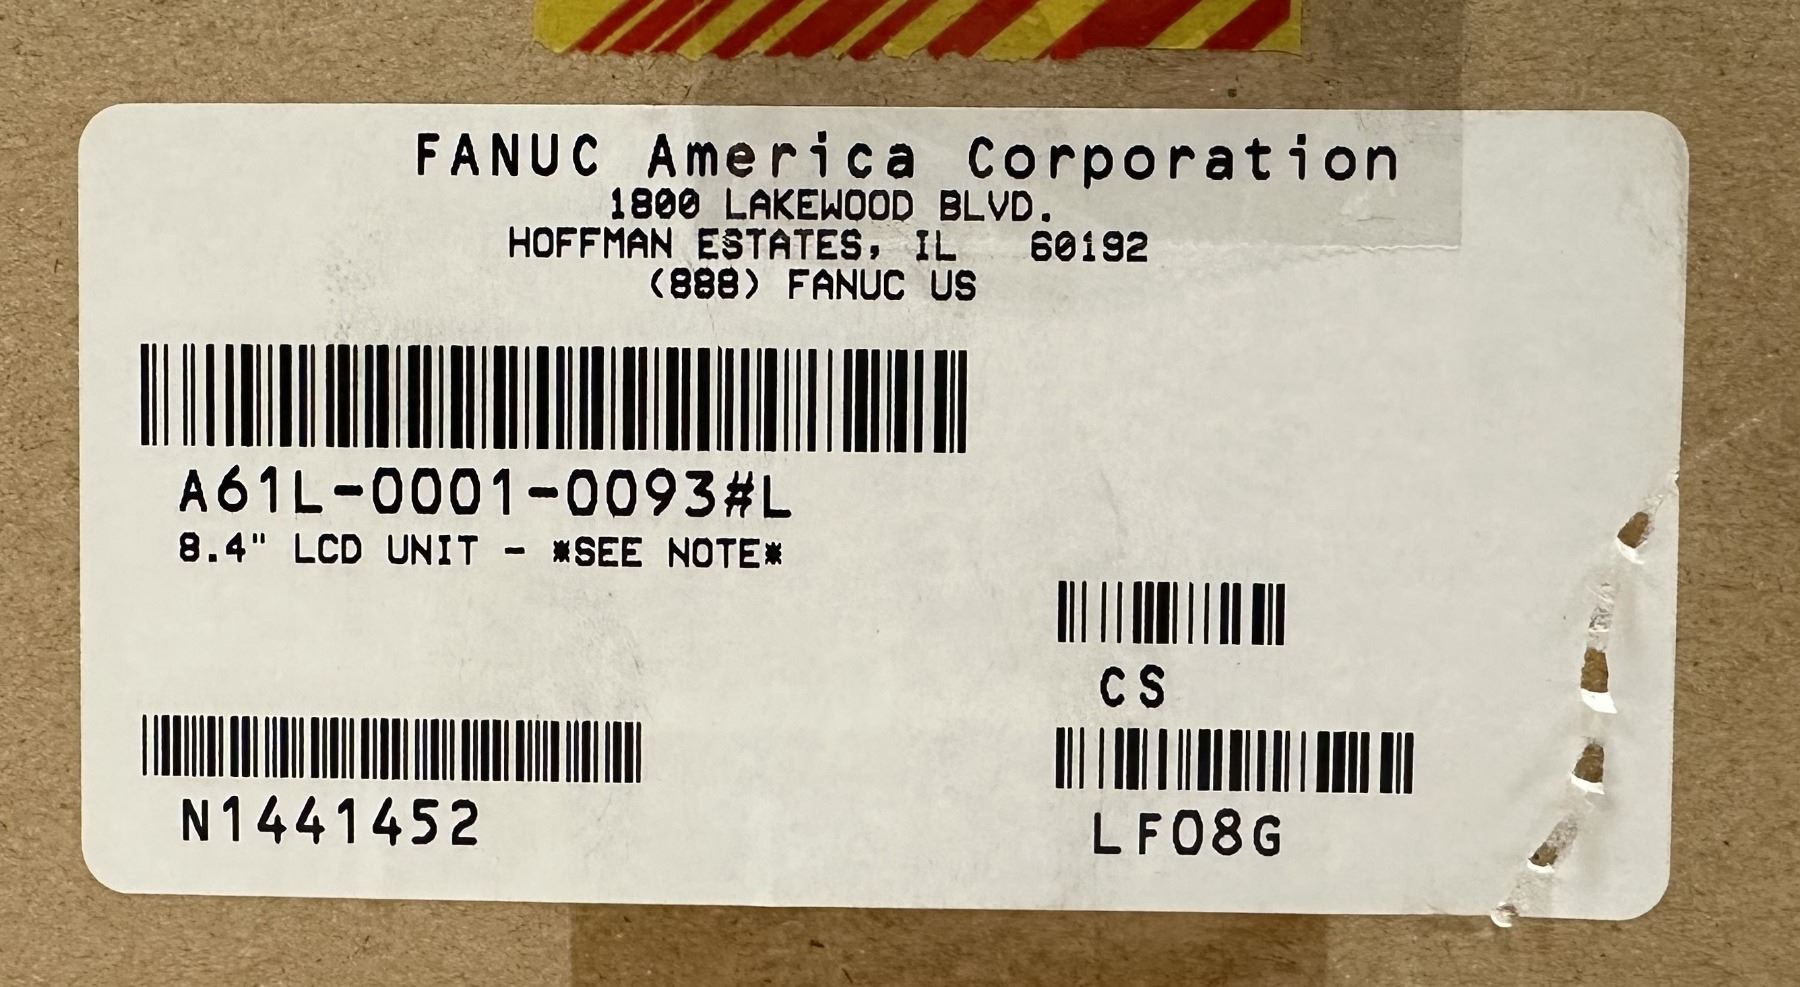 FANUC America Corporation
1800 LAKEWOOD BLVD.
HOFFMAN ESTATES, IL 60192
(888) FANUC US
A61L-0001-0093#L
8.4" LCD UNIT - *SEE NOTE*
CS
N1441452
LF08G